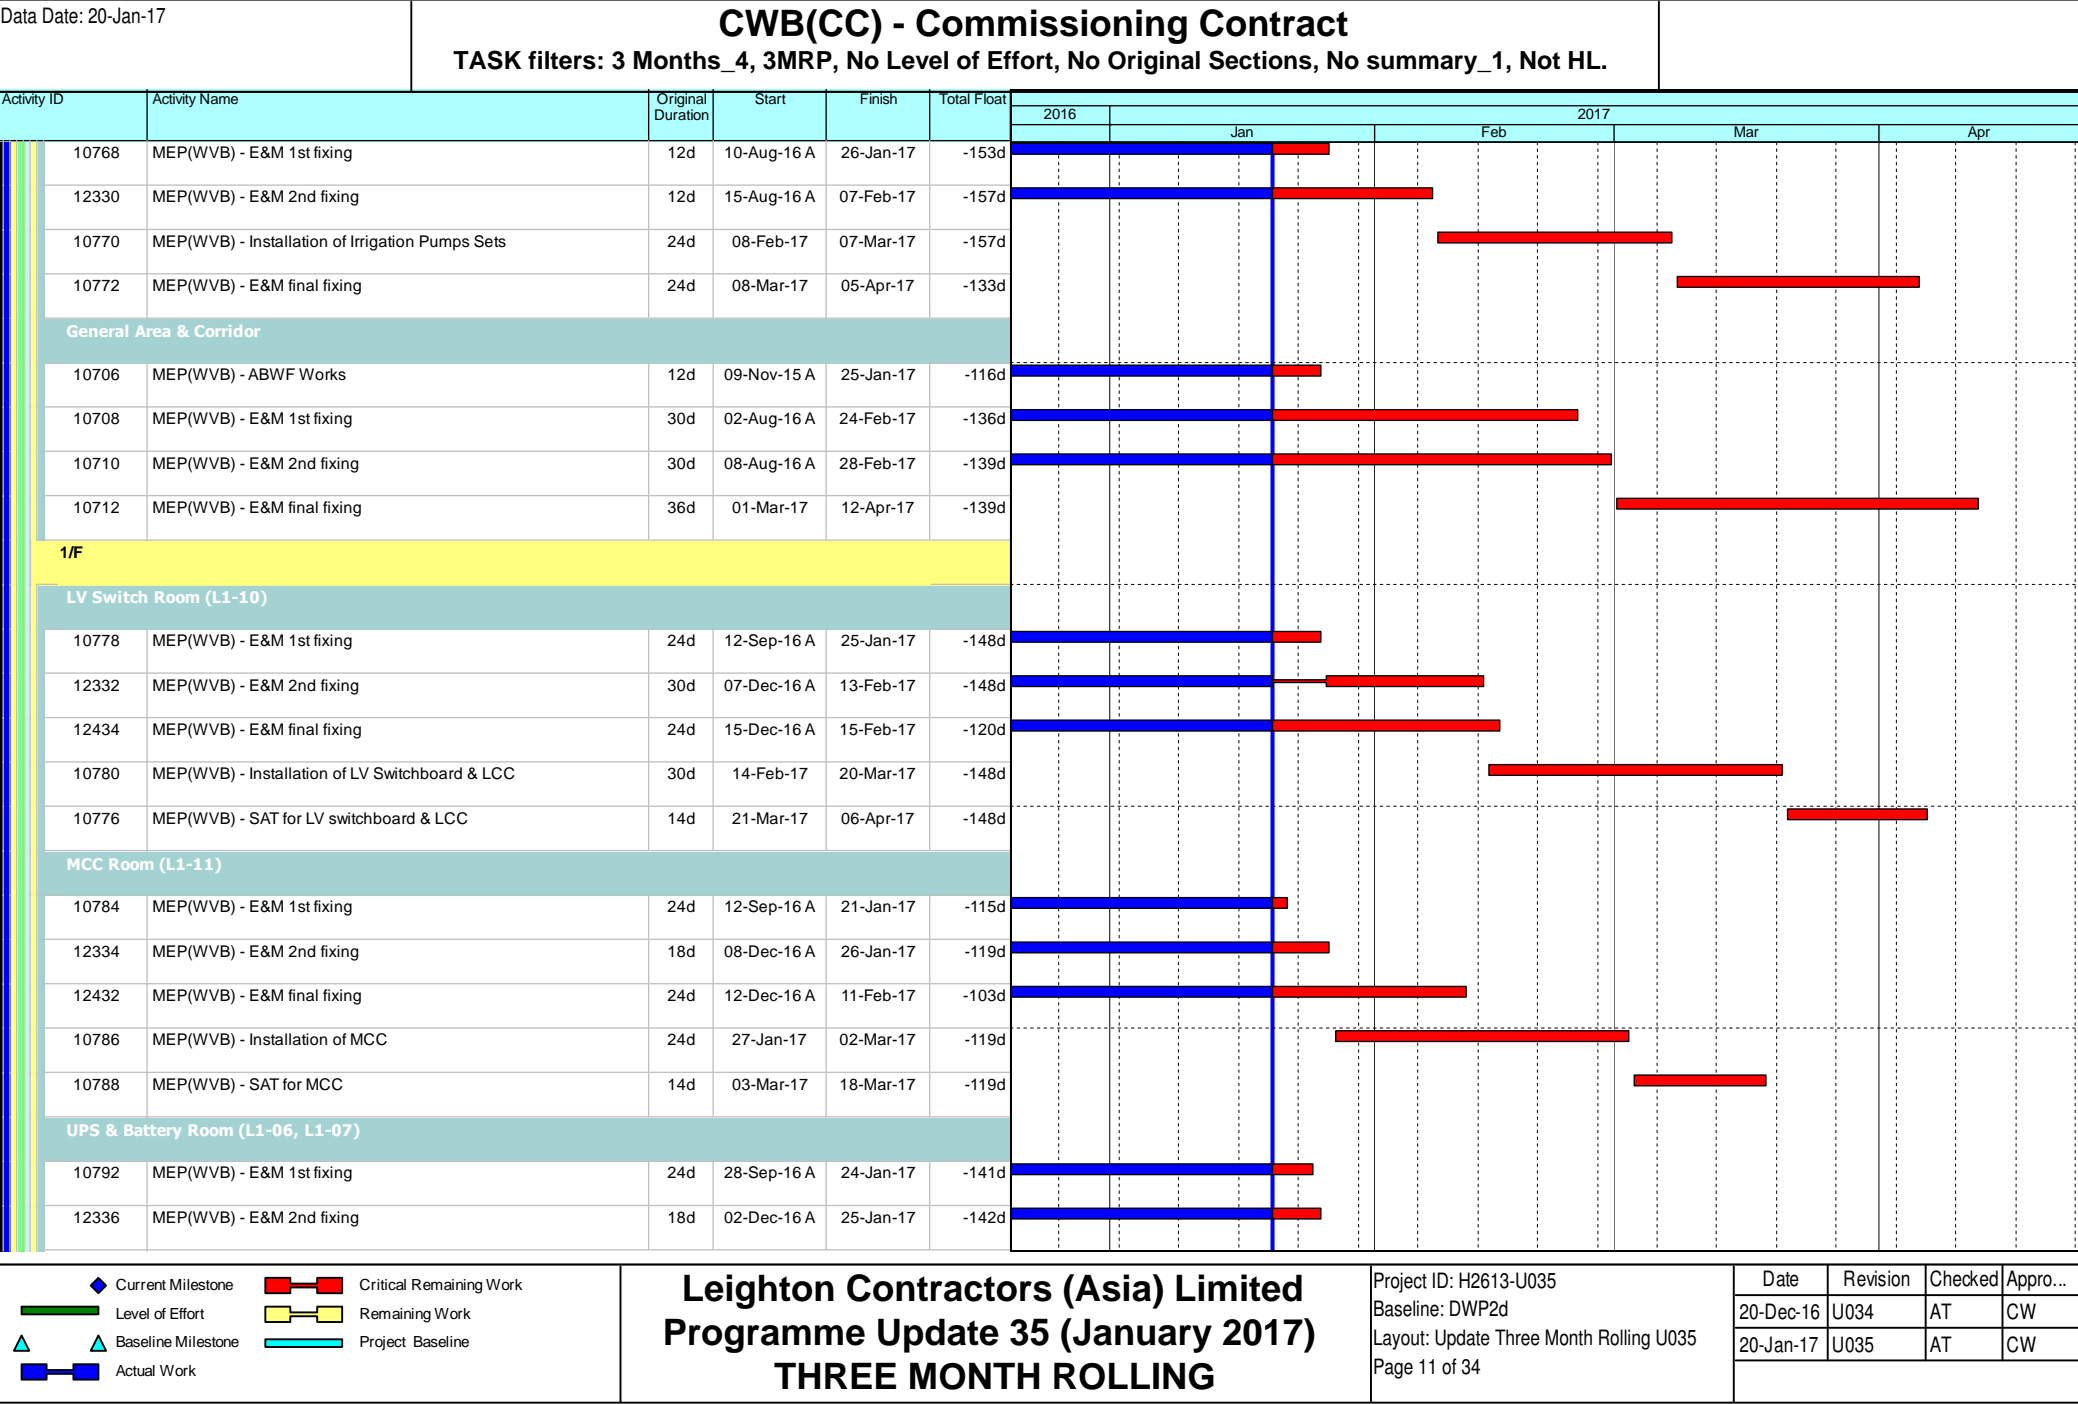 Data Date: 20-Jan-17
CWB(CC) - Commissioning Contract
TASK filters: 3 Months_4, 3MRP, No Level of Effort, No Original Sections, No summary_1, Not HL.
Activity ID Activity Name Original Duration Start Finish Total Float
2016 2017
Jan Feb Mar Apr
10768 MEP(WVB) - E&M 1st fixing 12d 10-Aug-16 A 26-Jan-17 -153d
12330 MEP(WVB) - E&M 2nd fixing 12d 15-Aug-16 A 07-Feb-17 -157d
10770 MEP(WVB) - Installation of Irrigation Pumps Sets 24d 08-Feb-17 07-Mar-17 -157d
10772 MEP(WVB) - E&M final fixing 24d 08-Mar-17 05-Apr-17 -133d
General Area & Corridor
10706 MEP(WVB) - ABWF Works 12d 09-Nov-15 A 25-Jan-17 -116d
10708 MEP(WVB) - E&M 1st fixing 30d 02-Aug-16 A 24-Feb-17 -136d
10710 MEP(WVB) - E&M 2nd fixing 30d 08-Aug-16 A 28-Feb-17 -139d
10712 MEP(WVB) - E&M final fixing 36d 01-Mar-17 12-Apr-17 -139d
1/F
LV Switch Room (L1-10)
10778 MEP(WVB) - E&M 1st fixing 24d 12-Sep-16 A 25-Jan-17 -148d
12332 MEP(WVB) - E&M 2nd fixing 30d 07-Dec-16 A 13-Feb-17 -148d
12434 MEP(WVB) - E&M final fixing 24d 15-Dec-16 A 15-Feb-17 -120d
10780 MEP(WVB) - Installation of LV Switchboard & LCC 30d 14-Feb-17 20-Mar-17 -148d
10776 MEP(WVB) - SAT for LV switchboard & LCC 14d 21-Mar-17 06-Apr-17 -148d
MCC Room (L1-11)
10784 MEP(WVB) - E&M 1st fixing 24d 12-Sep-16 A 21-Jan-17 -115d
12334 MEP(WVB) - E&M 2nd fixing 18d 08-Dec-16 A 26-Jan-17 -119d
12432 MEP(WVB) - E&M final fixing 24d 12-Dec-16 A 11-Feb-17 -103d
10786 MEP(WVB) - Installation of MCC 24d 27-Jan-17 02-Mar-17 -119d
10788 MEP(WVB) - SAT for MCC 14d 03-Mar-17 18-Mar-17 -119d
UPS & Battery Room (L1-06, L1-07)
10792 MEP(WVB) - E&M 1st fixing 24d 28-Sep-16 A 24-Jan-17 -141d
12336 MEP(WVB) - E&M 2nd fixing 18d 02-Dec-16 A 25-Jan-17 -142d
Current Milestone Critical Remaining Work
Level of Effort Remaining Work
Baseline Milestone Project Baseline
Actual Work
Leighton Contractors (Asia) Limited
Programme Update 35 (January 2017)
THREE MONTH ROLLING
Project ID: H2613-U035
Baseline: DWP2d
Layout: Update Three Month Rolling U035
Page 11 of 34
Date Revision Checked Appro...
20-Dec-16 U034 AT CW
20-Jan-17 U035 AT CW